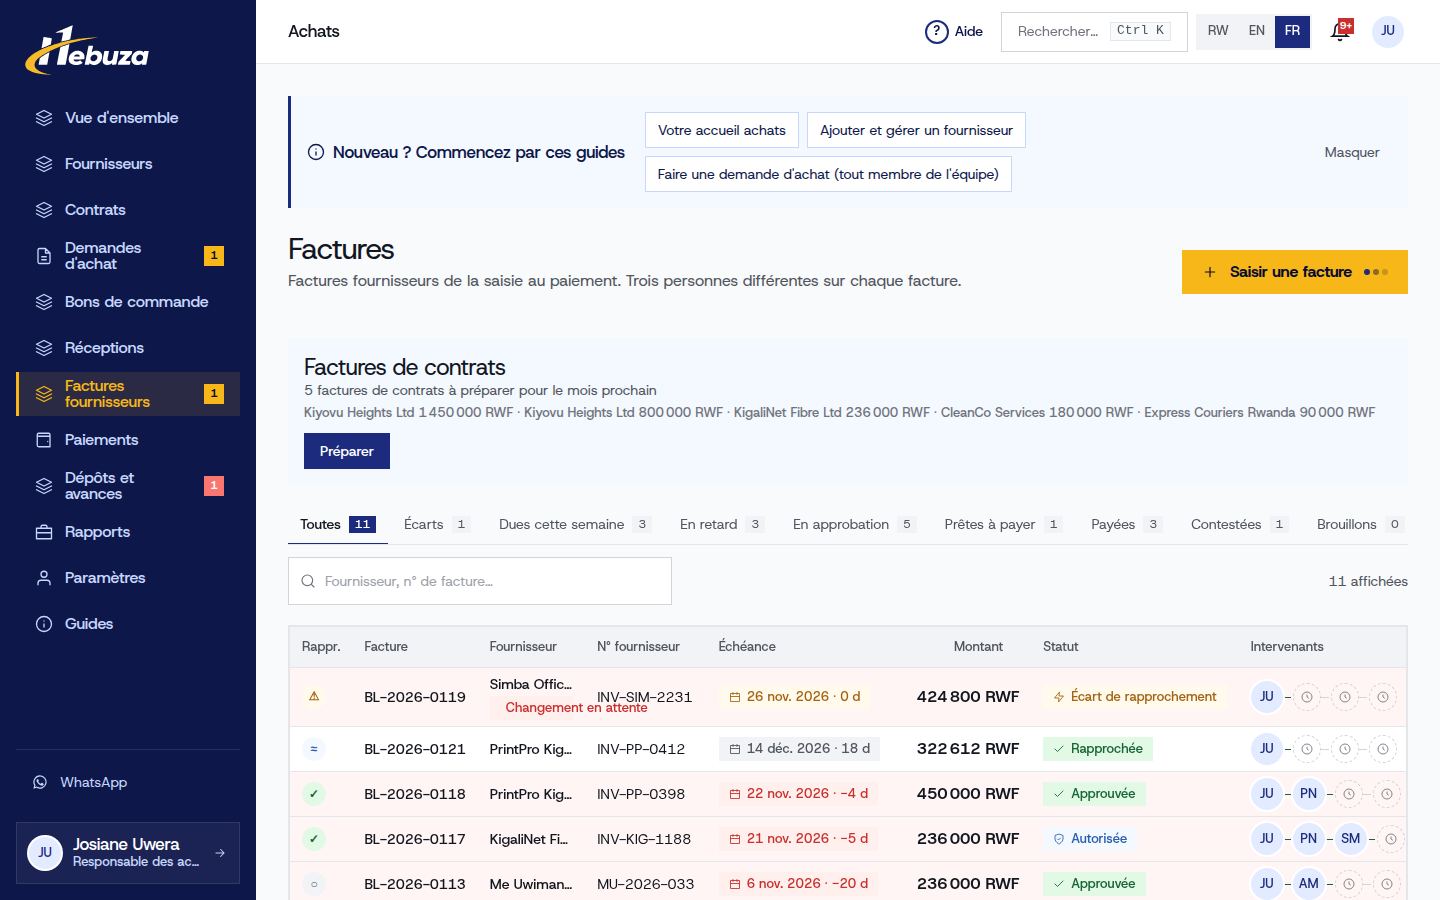 Hebuza
Vue d'ensemble
Fournisseurs
Contrats
Demandes
d'achat
1
Bons de commande
Réceptions
Factures
fournisseurs
1
Paiements
Dépôts et
avances
1
Rapports
Paramètres
Guides
WhatsApp
JU
Josiane Uwera
Responsable des ac…
Achats
? Aide
Rechercher… Ctrl K
RW EN FR
9+
JU
Nouveau ? Commencez par ces guides
Votre accueil achats
Ajouter et gérer un fournisseur
Faire une demande d'achat (tout membre de l'équipe)
Masquer
Factures
Factures fournisseurs de la saisie au paiement. Trois personnes différentes sur chaque facture.
Saisir une facture
Factures de contrats
5 factures de contrats à préparer pour le mois prochain
Kiyovu Heights Ltd 1 450 000 RWF · Kiyovu Heights Ltd 800 000 RWF · KigaliNet Fibre Ltd 236 000 RWF · CleanCo Services 180 000 RWF · Express Couriers Rwanda 90 000 RWF
Préparer
Toutes 11 Écarts 1 Dues cette semaine 3 En retard 3 En approbation 5 Prêtes à payer 1 Payées 3 Contestées 1 Brouillons 0
Fournisseur, n° de facture…
11 affichées
Rappr. Facture Fournisseur N° fournisseur Échéance Montant Statut Intervenants
⚠ BL-2026-0119 Simba Offic… INV-SIM-2231 26 nov. 2026 · 0 d 424 800 RWF Écart de rapprochement JU
Changement en attente
≈ BL-2026-0121 PrintPro Kig… INV-PP-0412 14 déc. 2026 · 18 d 322 612 RWF Rapprochée JU
✓ BL-2026-0118 PrintPro Kig… INV-PP-0398 22 nov. 2026 · −4 d 450 000 RWF Approuvée JU PN
✓ BL-2026-0117 KigaliNet Fi… INV-KIG-1188 21 nov. 2026 · −5 d 236 000 RWF Autorisée JU PN SM
○ BL-2026-0113 Me Uwiman… MU-2026-033 6 nov. 2026 · −20 d 236 000 RWF Approuvée JU AM